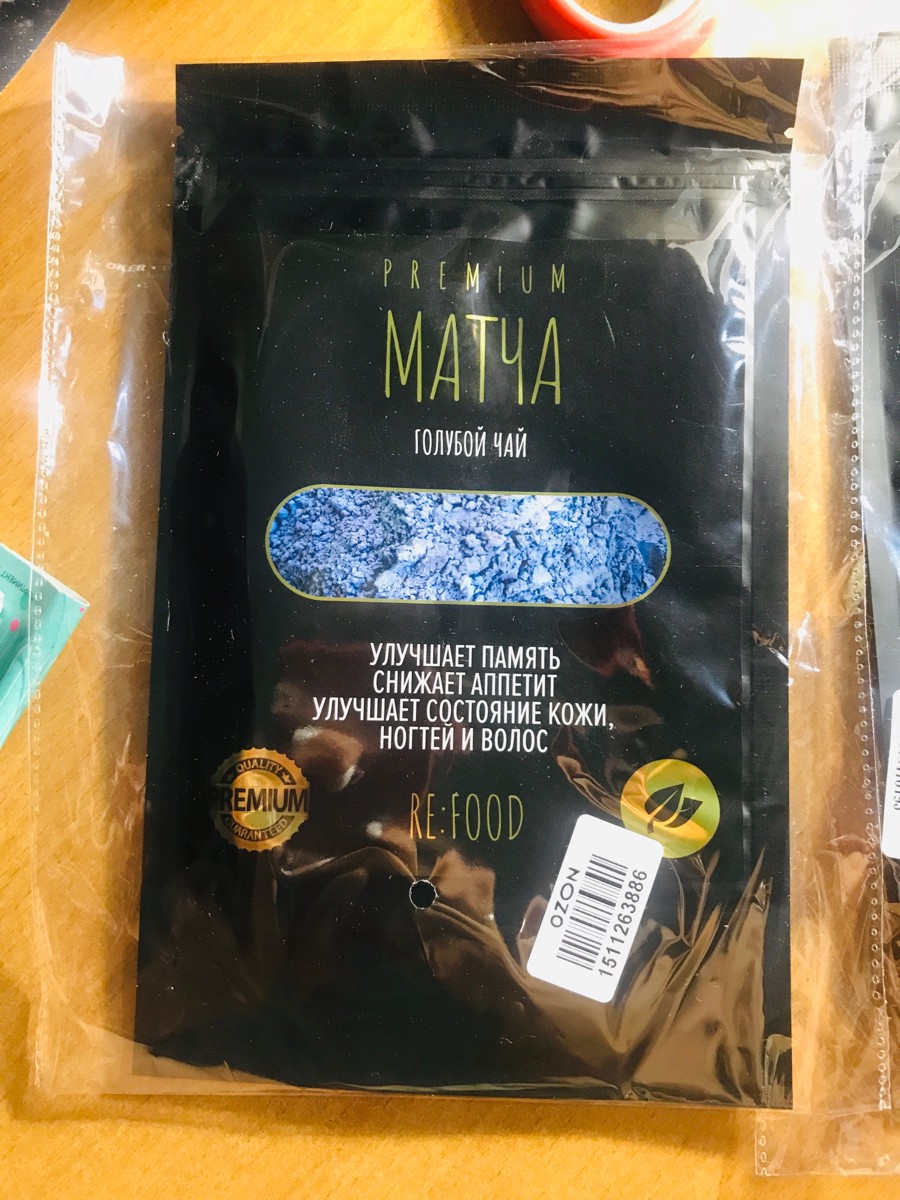 PREMIUM
МАТЧА
ГОЛУБОЙ ЧАЙ
УЛУЧШАЕТ ПАМЯТЬ
СНИЖАЕТ АППЕТИТ
УЛУЧШАЕТ СОСТОЯНИЕ КОЖИ,
НОГТЕЙ И ВОЛОС
QUALITY
PREMIUM
GUARANTEED
RE:FOOD
OZON
1511263886